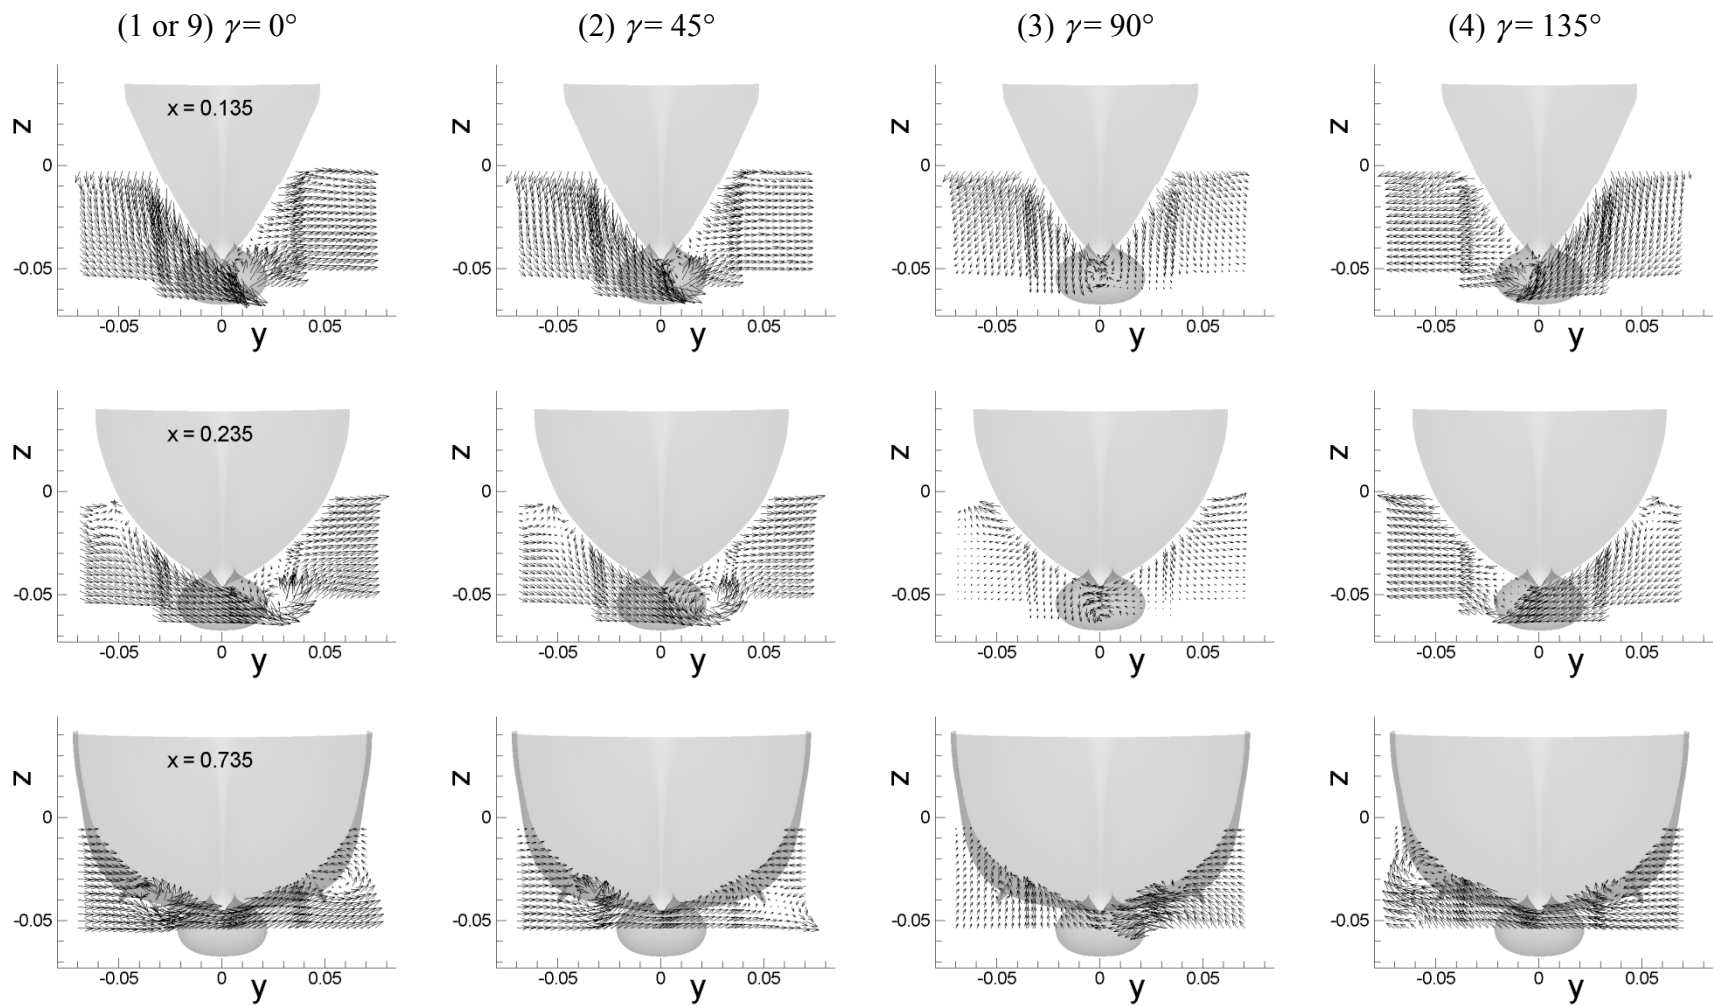 (1 or 9) γ = 0° (2) γ = 45° (3) γ = 90° (4) γ = 135°
x = 0.135
z z z z
0 0 0 0
-0.05 -0.05 -0.05 -0.05
-0.05 0 0.05 -0.05 0 0.05 -0.05 0 0.05 -0.05 0 0.05
y y y y
x = 0.235
z z z z
0 0 0 0
-0.05 -0.05 -0.05 -0.05
-0.05 0 0.05 -0.05 0 0.05 -0.05 0 0.05 -0.05 0 0.05
y y y y
x = 0.735
z z z z
0 0 0 0
-0.05 -0.05 -0.05 -0.05
-0.05 0 0.05 -0.05 0 0.05 -0.05 0 0.05 -0.05 0 0.05
y y y y